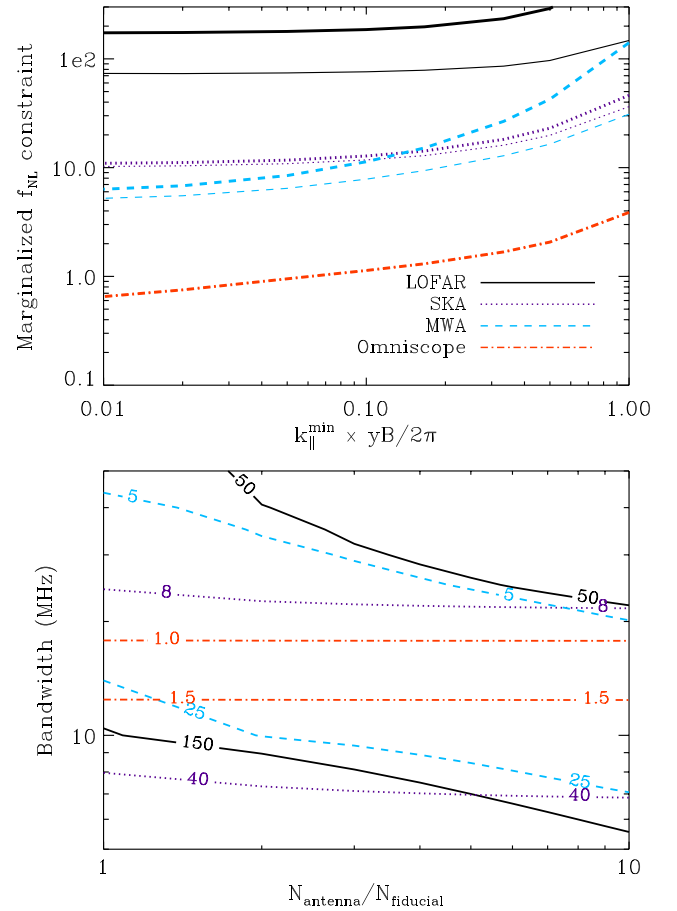 Marginalized f_NL constraint
1e2
10.0
1.0
0.1
LOFAR
SKA
MWA
Omniscope
0.01
0.10
1.00
k_∥^min × yB/2π
Bandwidth (MHz)
10
50
5
50
5
8
8
1.0
1.5
1.5
25
150
25
40
40
1
10
N_antenna/N_fiducial